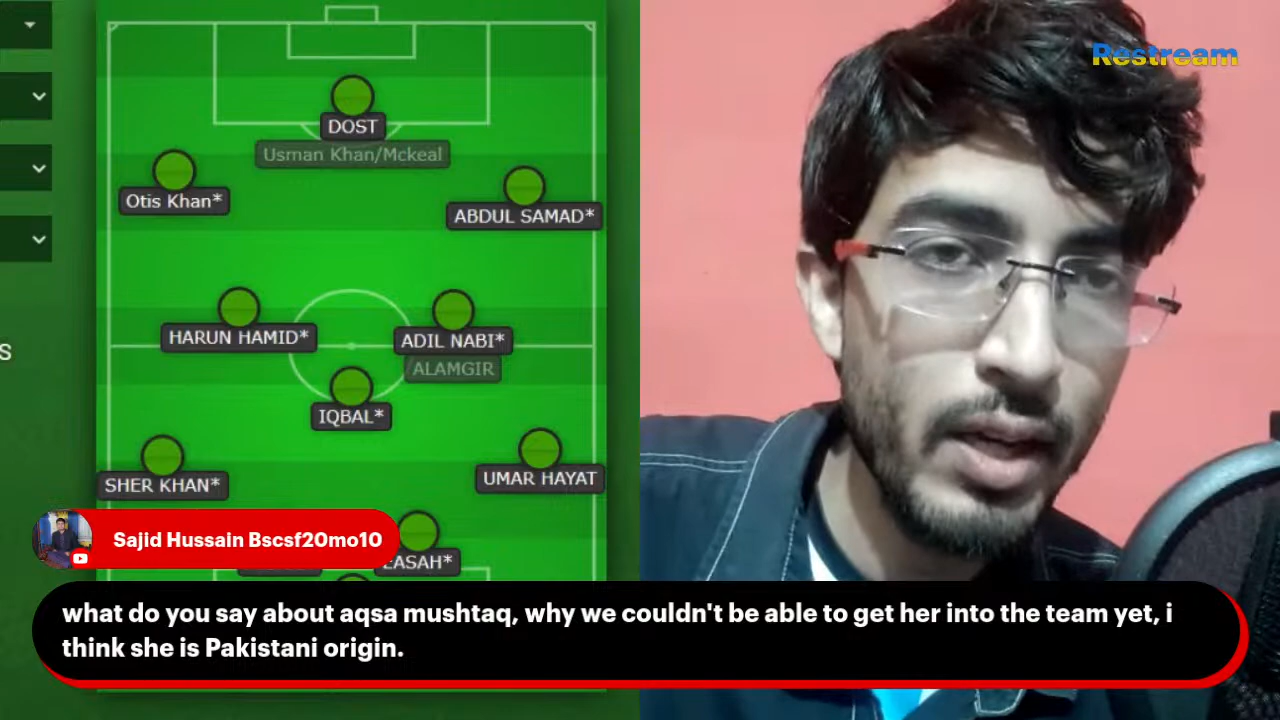 Restream
DOST
Usman Khan/Mckeal
Otis Khan*
ABDUL SAMAD*
HARUN HAMID*
ADIL NABI*
S
ALAMGIR
IQBAL*
SHER KHAN*
UMAR HAYAT
Sajid Hussain Bscsf20mo10
EASAH*
what do you say about aqsa mushtaq, why we couldn't be able to get her into the team yet, i
think she is Pakistani origin.